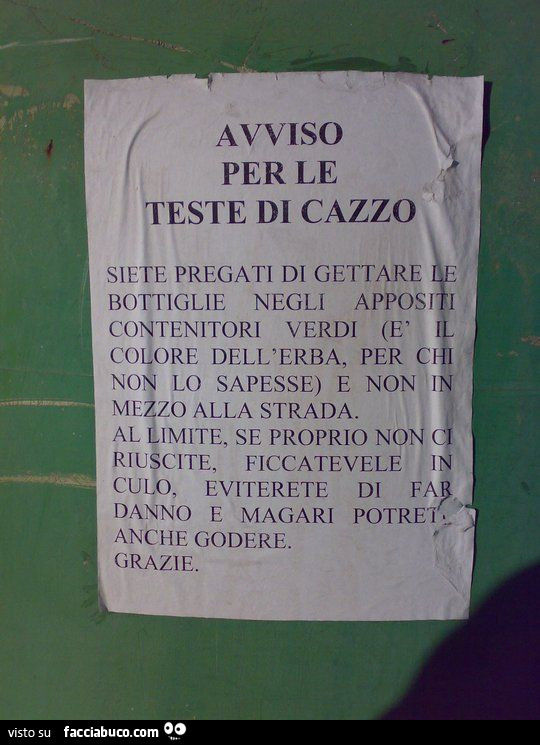 AVVISO
PER LE
TESTE DI CAZZO
SIETE PREGATI DI GETTARE LE
BOTTIGLIE NEGLI APPOSITI
CONTENITORI VERDI (E' IL
COLORE DELL'ERBA, PER CHI
NON LO SAPESSE) E NON IN
MEZZO ALLA STRADA.
AL LIMITE, SE PROPRIO NON CI
RIUSCITE, FICCATEVELE IN
CULO, EVITERETE DI FAR
DANNO E MAGARI POTRETE
ANCHE GODERE.
GRAZIE.
visto su facciabuco.com